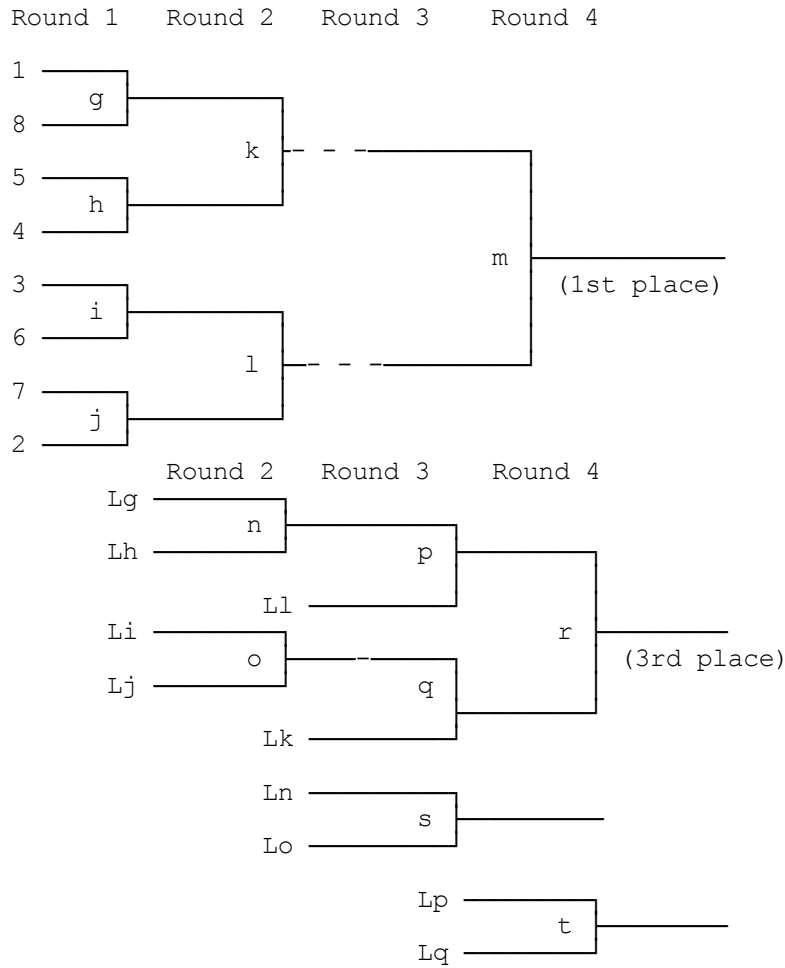 Round 1 Round 2 Round 3 Round 4
1
g
8
k
5
h
4
m
(1st place)
3
i
6
l
7
j
2
Round 2 Round 3 Round 4
Lg
n
Lh
p
Ll
Li
r
o
(3rd place)
Lj
q
Lk
Ln
s
Lo
Lp
t
Lq